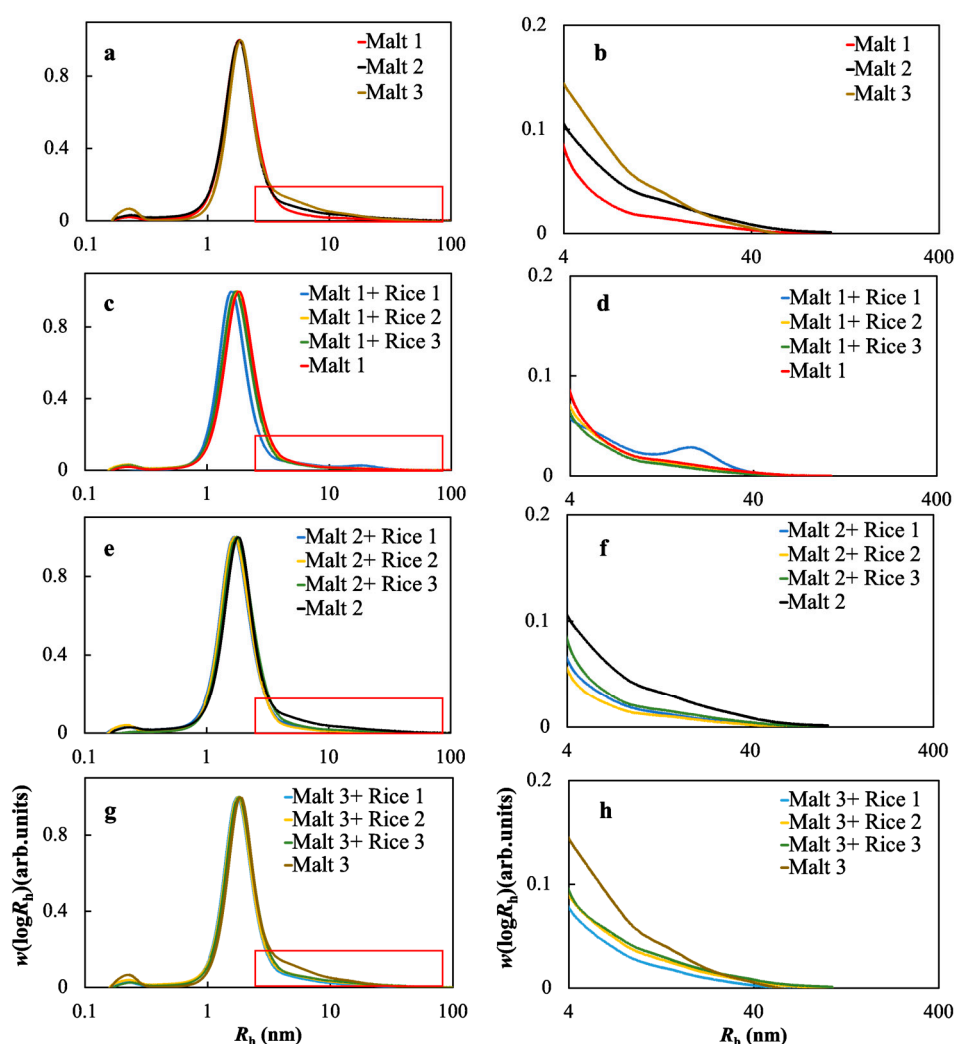 a
Malt 1
Malt 2
Malt 3
0.8
0.4
0
0.1
1
10
100
b
Malt 1
Malt 2
Malt 3
0.2
0.1
0
4
40
400
c
Malt 1+ Rice 1
Malt 1+ Rice 2
Malt 1+ Rice 3
Malt 1
0.8
0.4
0
0.1
1
10
100
d
Malt 1+ Rice 1
Malt 1+ Rice 2
Malt 1+ Rice 3
Malt 1
0.2
0.1
0
4
40
400
e
Malt 2+ Rice 1
Malt 2+ Rice 2
Malt 2+ Rice 3
Malt 2
0.8
0.4
0
0.1
1
10
100
f
Malt 2+ Rice 1
Malt 2+ Rice 2
Malt 2+ Rice 3
Malt 2
0.2
0.1
0
4
40
400
g
Malt 3+ Rice 1
Malt 3+ Rice 2
Malt 3+ Rice 3
Malt 3
w(logRh)(arb.units)
0.8
0.4
0
0.1
1
10
100
Rh (nm)
h
Malt 3+ Rice 1
Malt 3+ Rice 2
Malt 3+ Rice 3
Malt 3
w(logRh)(arb.units)
0.2
0.1
0
4
40
400
Rh (nm)